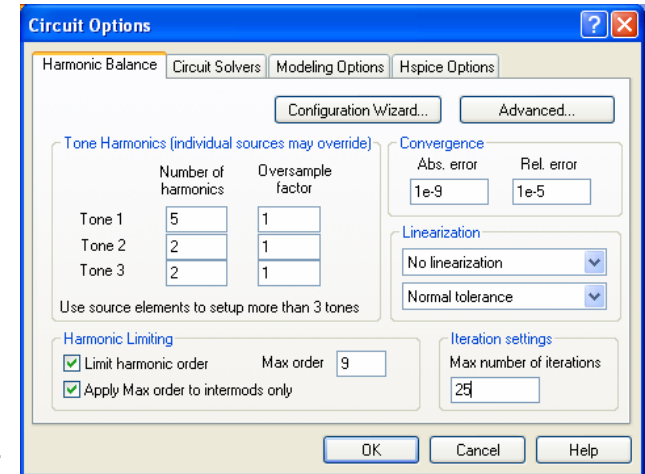 Circuit Options
Harmonic Balance Circuit Solvers Modeling Options Hspice Options
Configuration Wizard... Advanced...
Tone Harmonics (individual sources may override)
Number of harmonics Oversample factor
Tone 1 5 1
Tone 2 2 1
Tone 3 2 1
Use source elements to setup more than 3 tones
Convergence
Abs. error Rel. error
1e-9 1e-5
Linearization
No linearization
Normal tolerance
Harmonic Limiting
Limit harmonic order Max order 9
Apply Max order to intermods only
Iteration settings
Max number of iterations
25
OK Cancel Help